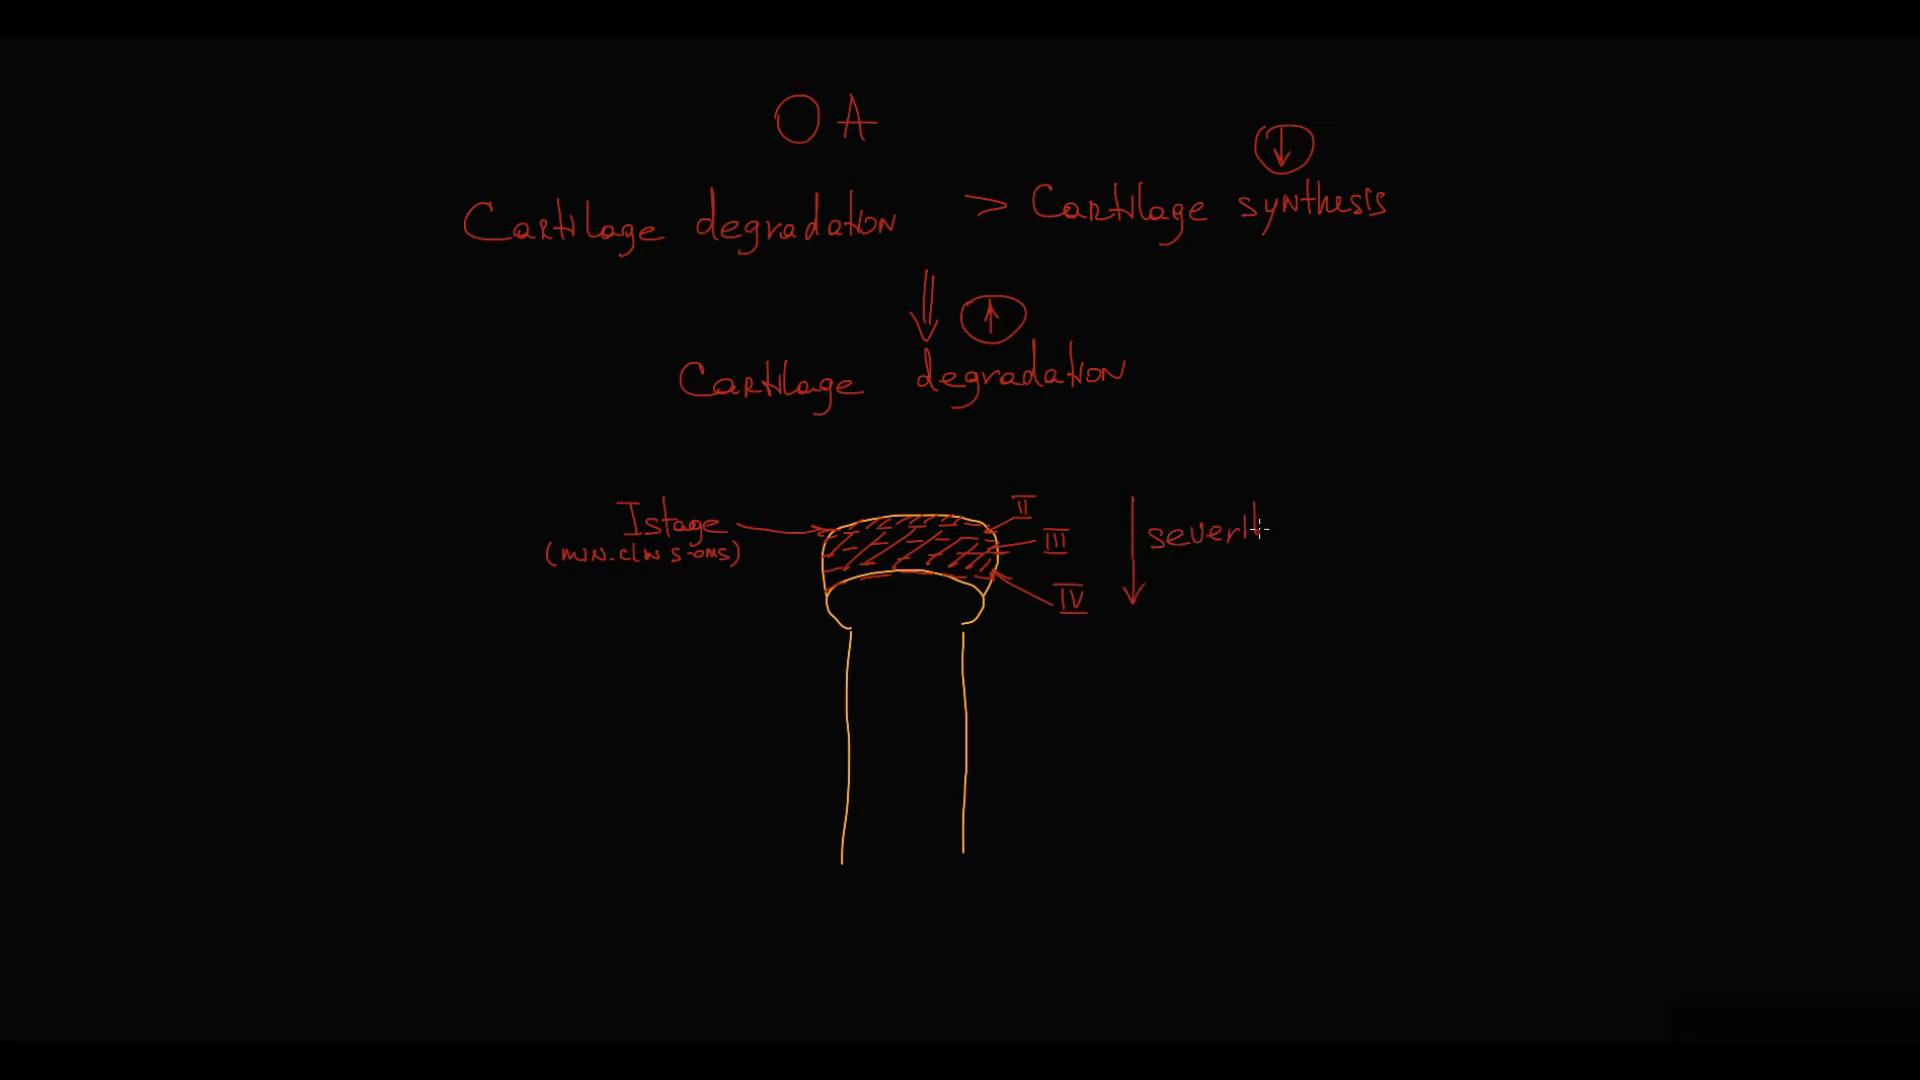 OA
Cartilage degradation > Cartilage synthesis
Cartilage degradation
I stage
(min. clin s-oms)
II
III
IV
severit